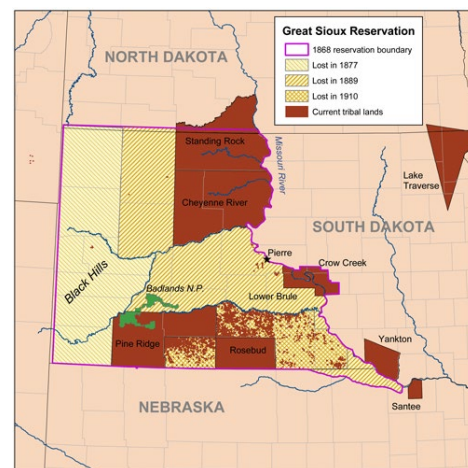 Great Sioux Reservation
1868 reservation boundary
Lost in 1877
Lost in 1889
Lost in 1910
Current tribal lands
NORTH DAKOTA
Standing Rock
Missouri River
Cheyenne River
Lake
Traverse
SOUTH DAKOTA
Pierre
Crow Creek
Black Hills
Badlands N.P.
Lower Brule
Pine Ridge
Rosebud
Yankton
Santee
NEBRASKA